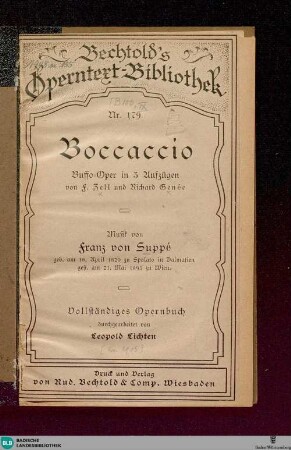 Bechtold's
Operntext-Bibliothek
Nr. 179
Boccaccio
Buffo-Oper in 3 Aufzügen
von F. Zell und Richard Genée
Musik von
Franz von Suppé
geb. am 18. April 1820 zu Spalato in Dalmatien
gest. am 21. Mai 1895 zu Wien.
Vollständiges Opernbuch
durchgearbeitet von
Leopold Lichten
Druck und Verlag
von Rud. Bechtold & Comp. Wiesbaden
BLB
BADISCHE
LANDESBIBLIOTHEK